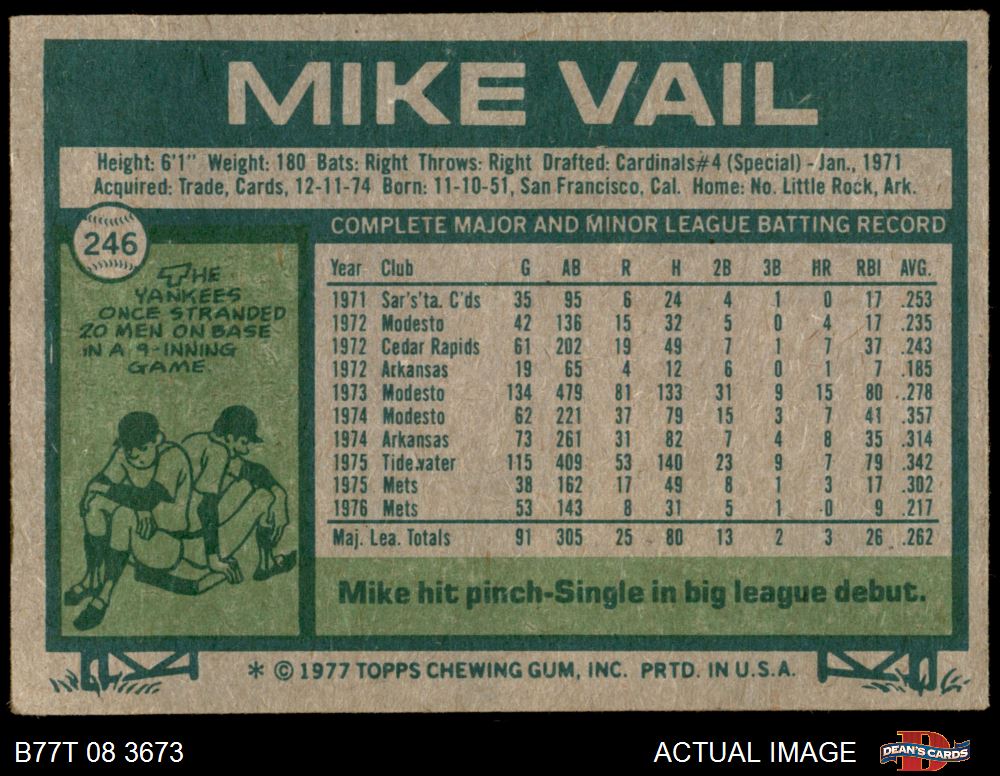 MIKE VAIL
Height: 6'1" Weight: 180 Bats: Right Throws: Right Drafted: Cardinals#4 (Special) - Jan., 1971
Acquired: Trade, Cards, 12-11-74 Born: 11-10-51, San Francisco, Cal. Home: No. Little Rock, Ark.
246
THE
YANKEES
ONCE STRANDED
20 MEN ON BASE
IN A 9-INNING
GAME.
COMPLETE MAJOR AND MINOR LEAGUE BATTING RECORD
Year Club G AB R H 2B 3B HR RBI AVG.
1971 Sar's'ta. C'ds 35 95 6 24 4 1 0 17 .253
1972 Modesto 42 136 15 32 5 0 4 17 .235
1972 Cedar Rapids 61 202 19 49 7 1 7 37 .243
1972 Arkansas 19 65 4 12 6 0 1 7 .185
1973 Modesto 134 479 81 133 31 9 15 80 .278
1974 Modesto 62 221 37 79 15 3 7 41 .357
1974 Arkansas 73 261 31 82 7 4 8 35 .314
1975 Tidewater 115 409 53 140 23 9 7 79 .342
1975 Mets 38 162 17 49 8 1 3 17 .302
1976 Mets 53 143 8 31 5 1 0 9 .217
Maj. Lea. Totals 91 305 25 80 13 2 3 26 .262
Mike hit pinch-Single in big league debut.
* © 1977 TOPPS CHEWING GUM, INC. PRTD. IN U.S.A.
B77T 08 3673
ACTUAL IMAGE
D
DEAN'S CARDS